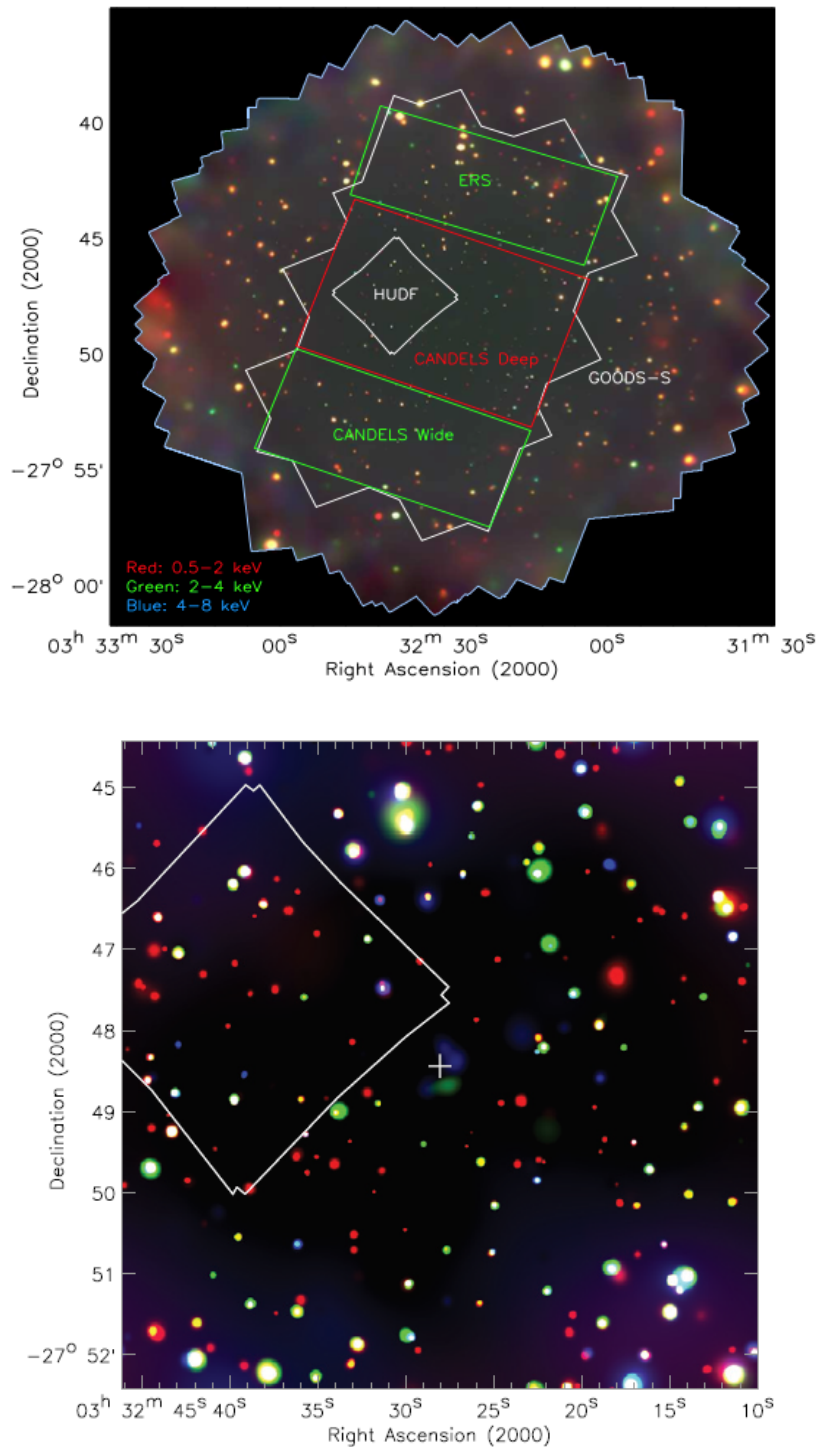 40
ERS
45
HUDF
Declination (2000)
50
CANDELS Deep
GOODS-S
CANDELS Wide
−27° 55'
Red: 0.5−2 keV
Green: 2−4 keV
Blue: 4−8 keV
−28° 00'
03h 33m 30s 00s 32m 30s 00s 31m 30s
Right Ascension (2000)
45
46
47
48
Declination (2000)
49
50
51
−27° 52'
03h 32m 45s 40s 35s 30s 25s 20s 15s 10s
Right Ascension (2000)